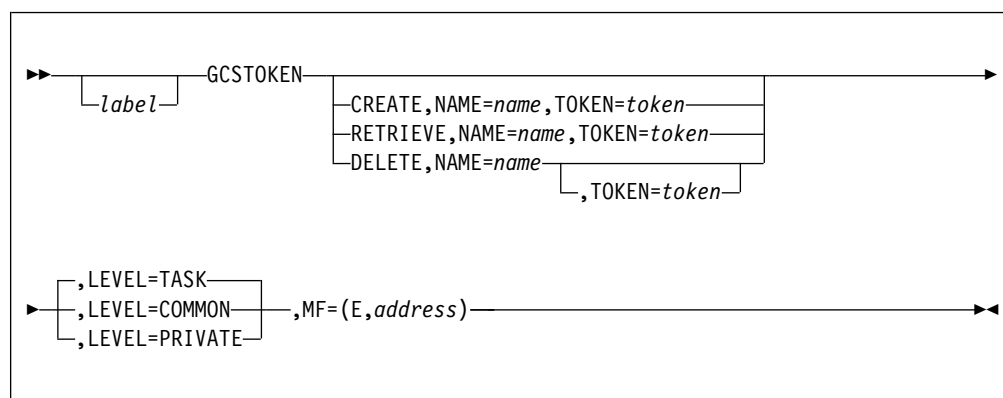 label GCSTOKEN
CREATE,NAME=name,TOKEN=token
RETRIEVE,NAME=name,TOKEN=token
DELETE,NAME=name
,TOKEN=token
,LEVEL=TASK
,LEVEL=COMMON ,MF=(E,address)
,LEVEL=PRIVATE